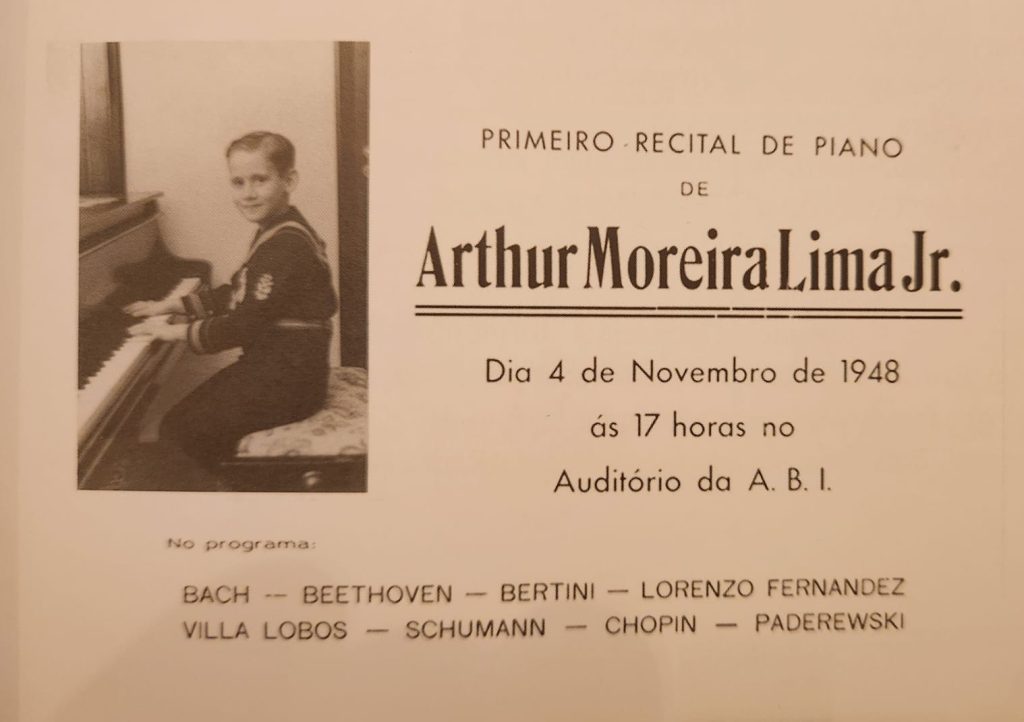 PRIMEIRO RECITAL DE PIANO
DE
Arthur Moreira Lima Jr.
Dia 4 de Novembro de 1948
ás 17 horas no
Auditório da A. B. I.
No programa:
BACH — BEETHOVEN — BERTINI — LORENZO FERNANDEZ
VILLA LOBOS — SCHUMANN — CHOPIN — PADEREWSKI